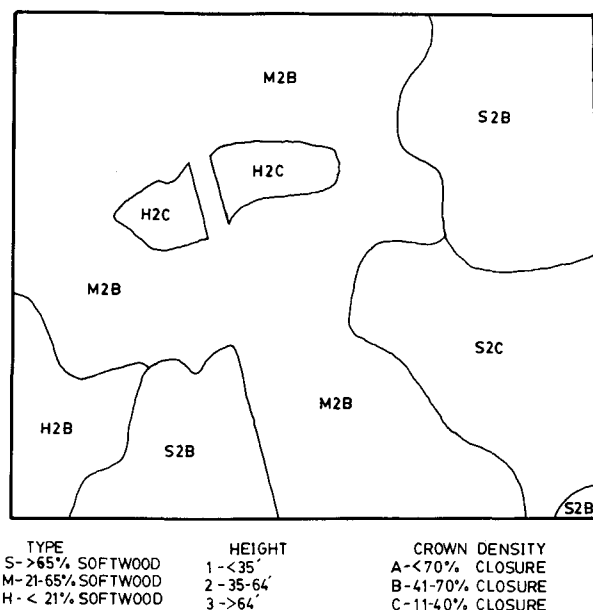 M2B
S2B
H2C
H2C
M2B
S2C
M2B
H2B
S2B
S2B
TYPE HEIGHT CROWN DENSITY
S->65% SOFTWOOD 1-<35' A-<70% CLOSURE
M-21-65% SOFTWOOD 2-35-64' B-41-70% CLOSURE
H-< 21% SOFTWOOD 3->64' C-11-40% CLOSURE